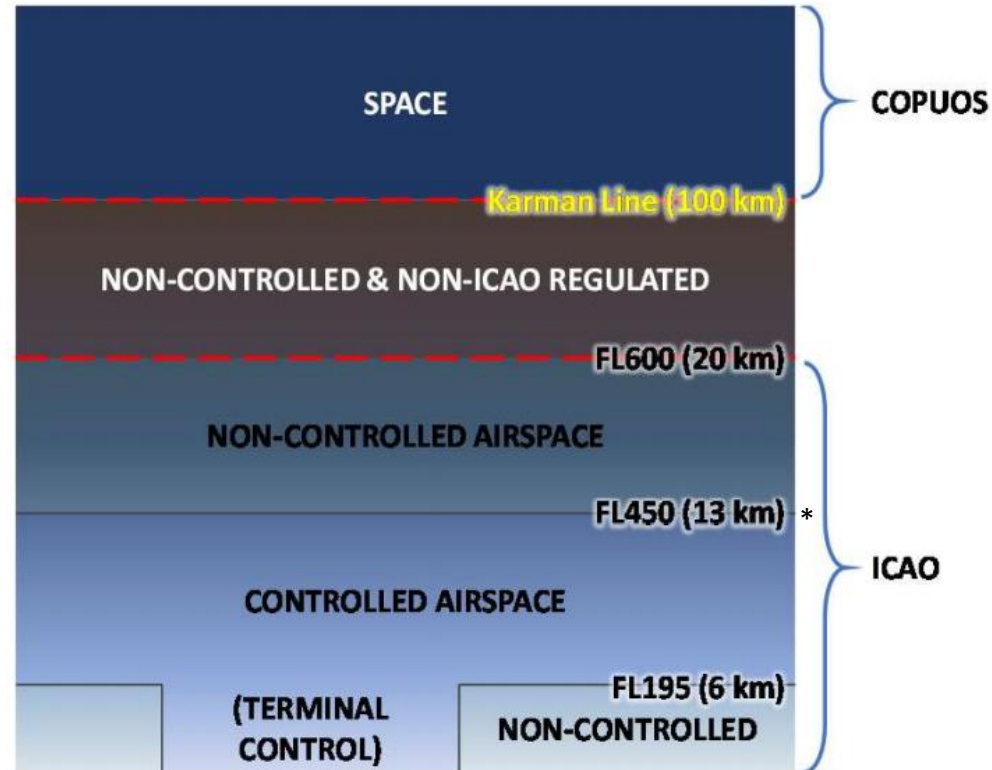 SPACE
COPUOS
Karman Line (100 km)
NON-CONTROLLED & NON-ICAO REGULATED
FL600 (20 km)
NON-CONTROLLED AIRSPACE
FL450 (13 km) *
ICAO
CONTROLLED AIRSPACE
FL195 (6 km)
(TERMINAL
CONTROL)
NON-CONTROLLED